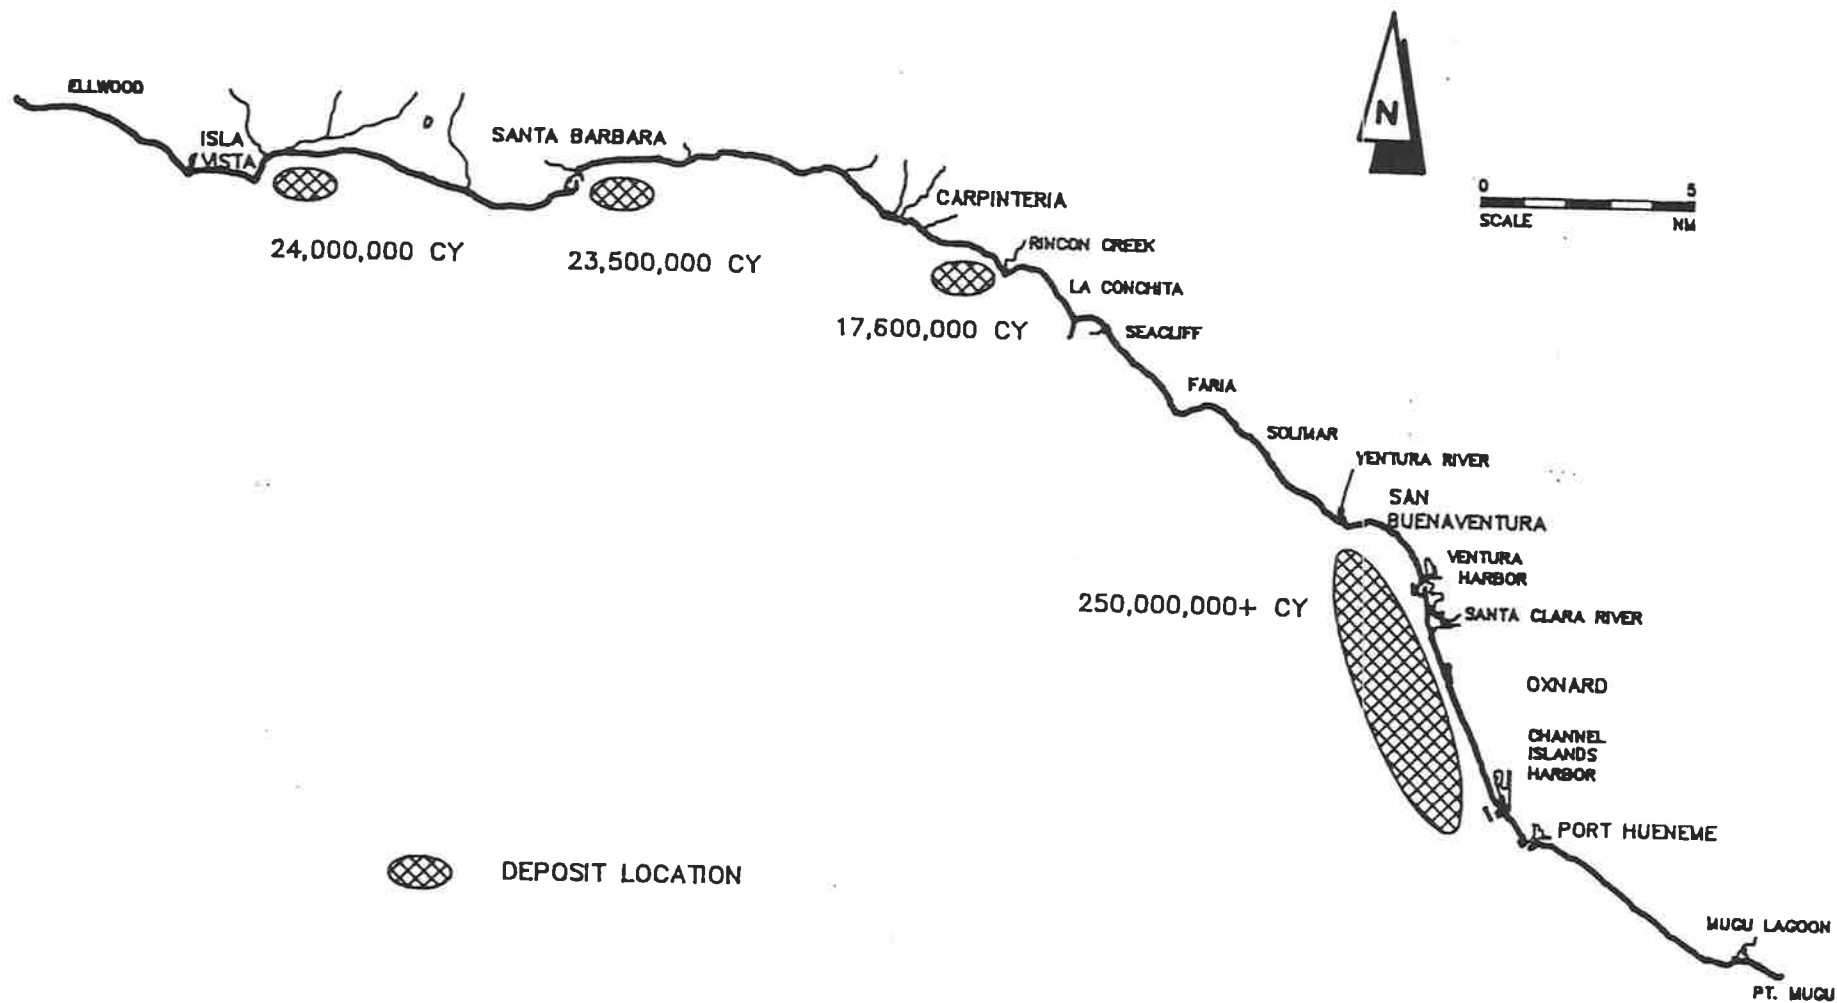 ELLWOOD
ISLA
VISTA
SANTA BARBARA
N
0 5
SCALE NM
CARPINTERIA
RINCON CREEK
24,000,000 CY
23,500,000 CY
LA CONCHITA
17,600,000 CY
SEACLIFF
FARIA
SOLIMAR
VENTURA RIVER
SAN
BUENAVENTURA
VENTURA
HARBOR
250,000,000+ CY
SANTA CLARA RIVER
OXNARD
CHANNEL
ISLANDS
HARBOR
PORT HUENEME
DEPOSIT LOCATION
MUGU LAGOON
PT. MUGU